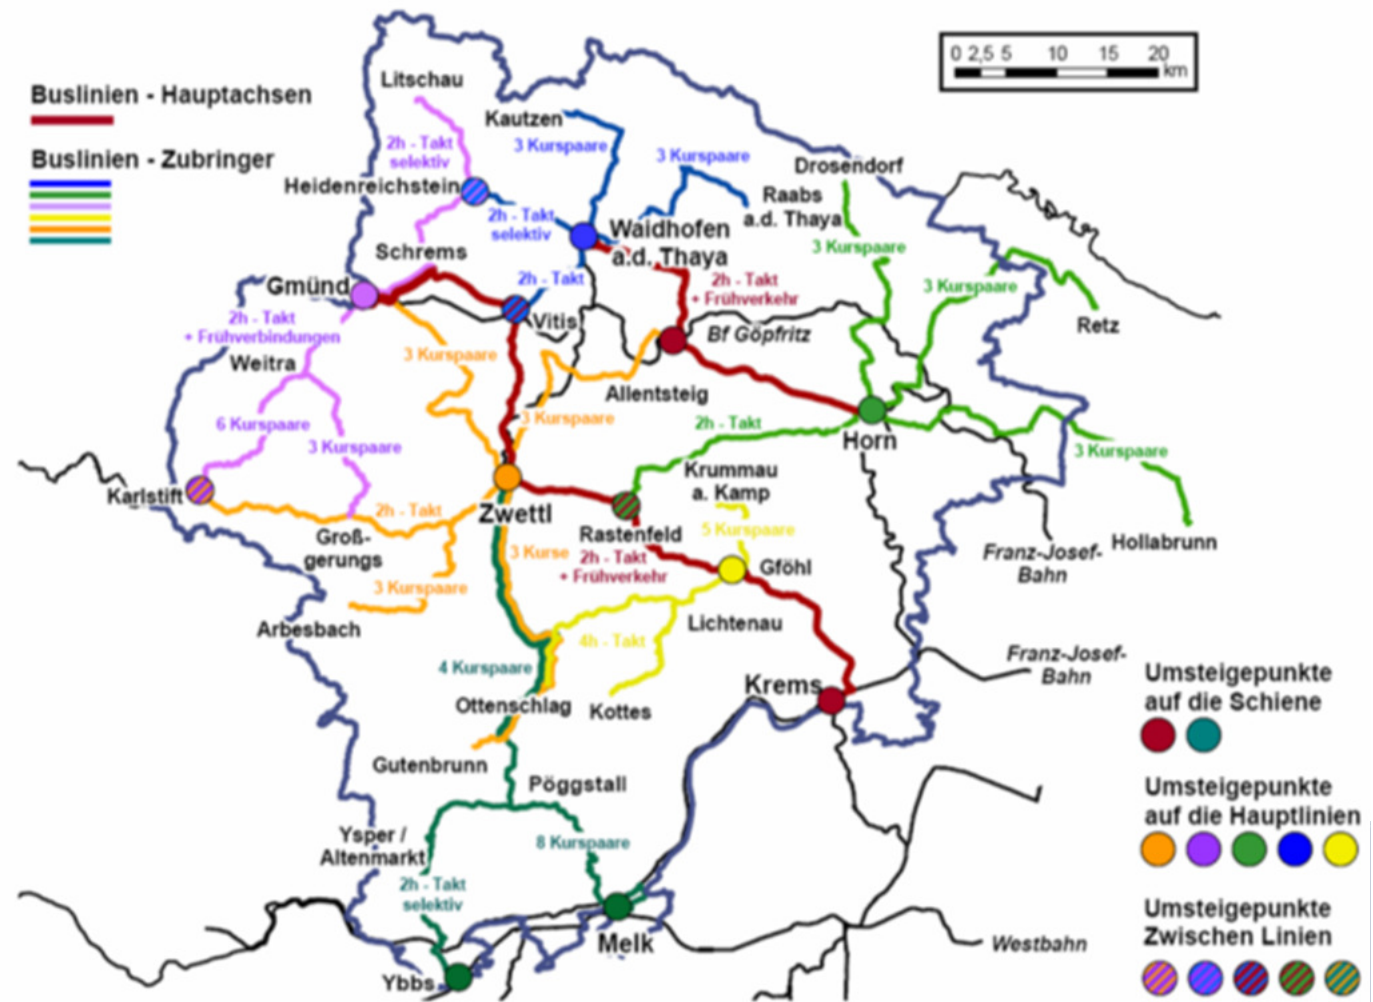 Buslinien - Hauptachsen
Buslinien - Zubringer
0 2,5 5 10 15 20
km
Litschau
Kautzen
2h - Takt
selektiv
3 Kurspaare
3 Kurspaare
Drosendorf
Heidenreichstein
Raabs
a.d. Thaya
2h - Takt
selektiv
Waidhofen
a.d. Thaya
3 Kurspaare
Schrems
Gmünd
2h - Takt
2h - Takt
+ Frühverkehr
3 Kurspaare
2h - Takt
+ Frühverbindungen
Vitis
Bf Göpfritz
Retz
Weitra
3 Kurspaare
Allentsteig
6 Kurspaare
3 Kurspaare
3 Kurspaare
2h - Takt
Horn
3 Kurspaare
Krummau
a. Kamp
Karlstift
2h - Takt
Zwettl
Rastenfeld
5 Kurspaare
Groß-
gerungs
3 Kurse
2h - Takt
+ Frühverkehr
Gföhl
Franz-Josef-
Bahn
Hollabrunn
3 Kurspaare
Arbesbach
Lichtenau
4h - Takt
4 Kurspaare
Franz-Josef-
Bahn
Krems
Ottenschlag
Kottes
Umsteigepunkte
auf die Schiene
Gutenbrunn
Pöggstall
Umsteigepunkte
auf die Hauptlinien
Ysper /
Altenmarkt
8 Kurspaare
2h - Takt
selektiv
Umsteigepunkte
Zwischen Linien
Melk
Westbahn
Ybbs